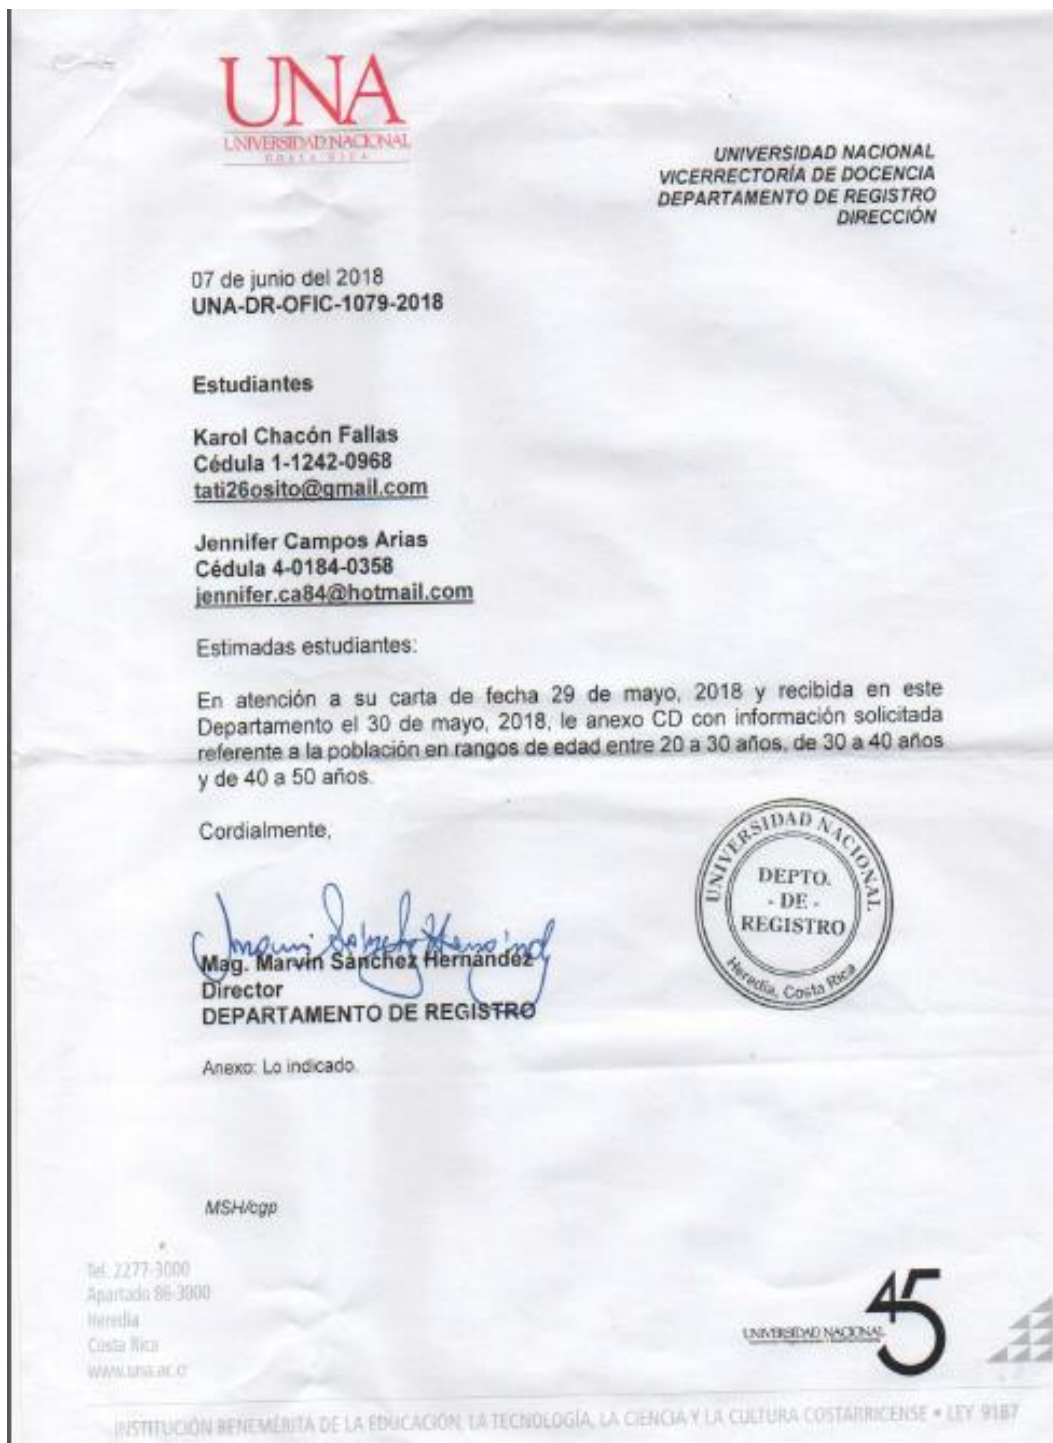 UNA
UNIVERSIDAD NACIONAL
COSTA RICA
UNIVERSIDAD NACIONAL
VICERRECTORÍA DE DOCENCIA
DEPARTAMENTO DE REGISTRO
DIRECCIÓN
07 de junio del 2018
UNA-DR-OFIC-1079-2018
Estudiantes
Karol Chacón Fallas
Cédula 1-1242-0968
tati26osito@gmail.com
Jennifer Campos Arias
Cédula 4-0184-0358
jennifer.ca84@hotmail.com
Estimadas estudiantes:
En atención a su carta de fecha 29 de mayo, 2018 y recibida en este
Departamento el 30 de mayo, 2018, le anexo CD con información solicitada
referente a la población en rangos de edad entre 20 a 30 años, de 30 a 40 años
y de 40 a 50 años.
Cordialmente,
UNIVERSIDAD NACIONAL
DEPTO.
- DE -
REGISTRO
Heredia, Costa Rica
Mag. Marvin Sánchez Hernández
Director
DEPARTAMENTO DE REGISTRO
Anexo: Lo indicado.
MSH/cgp
Tel. 2277-3000
Apartado 86-3000
Heredia
Costa Rica
www.una.ac.cr
45
UNIVERSIDAD NACIONAL
INSTITUCIÓN BENEMÉRITA DE LA EDUCACIÓN, LA TECNOLOGÍA, LA CIENCIA Y LA CULTURA COSTARRICENSE • LEY 9187